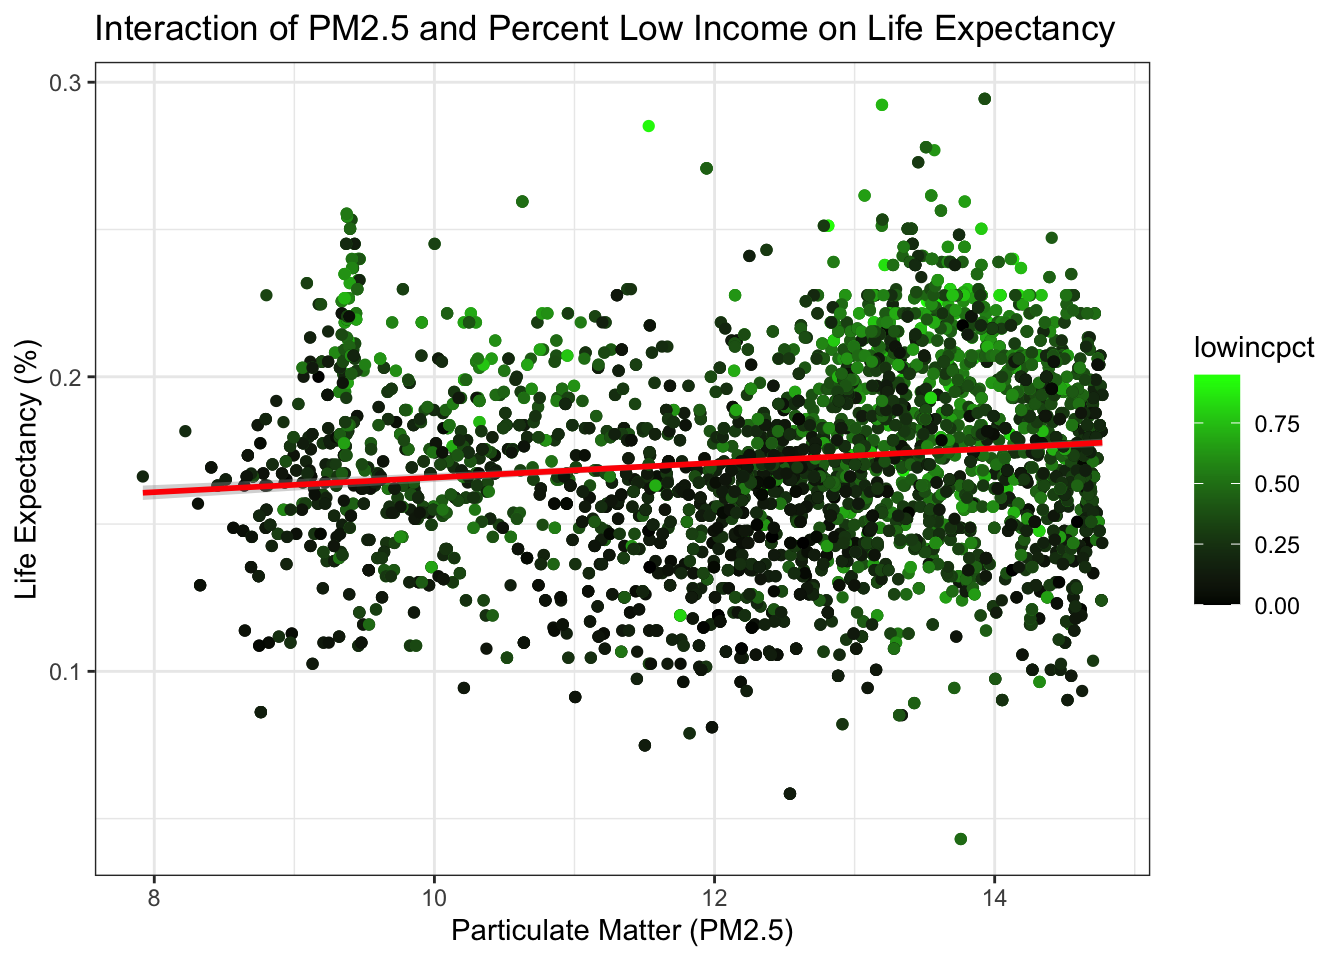 Interaction of PM2.5 and Percent Low Income on Life Expectancy
0.3
0.2
0.1
Life Expectancy (%)
8
10
12
14
Particulate Matter (PM2.5)
lowincpct
0.75
0.50
0.25
0.00